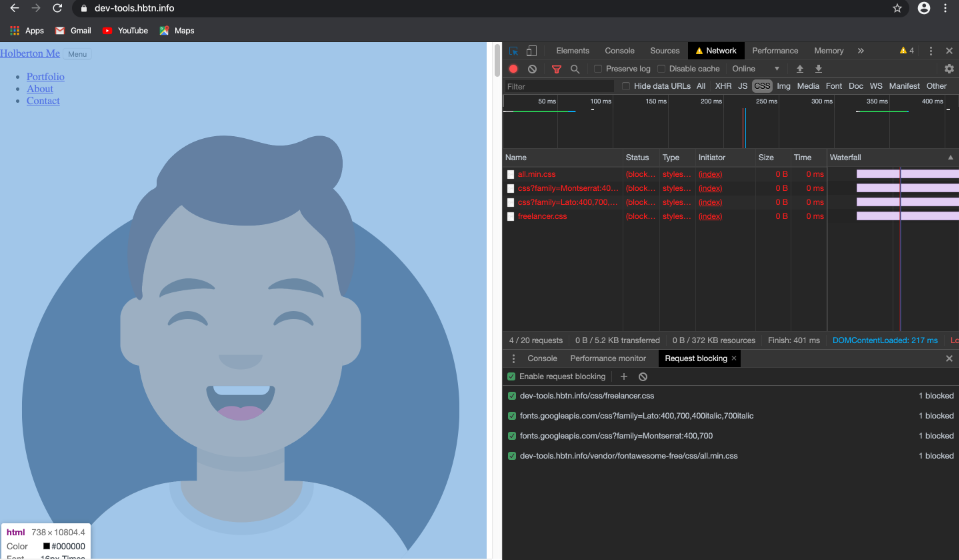 dev-tools.hbtn.info
Apps Gmail YouTube Maps
Holberton Me Menu
Portfolio
About
Contact
html 738 × 10804.4
Color #000000
Font 16px Times
Elements Console Sources Network Performance Memory » 4
Preserve log Disable cache Online
Filter Hide data URLs All XHR JS CSS Img Media Font Doc WS Manifest Other
50 ms 100 ms 150 ms 200 ms 250 ms 300 ms 350 ms 400 ms
Name Status Type Initiator Size Time Waterfall
all.min.css (block… styles… (index) 0 B 0 ms
css?family=Montserrat:40… (block… styles… (index) 0 B 0 ms
css?family=Lato:400,700,… (block… styles… (index) 0 B 0 ms
freelancer.css (block… styles… (index) 0 B 0 ms
4 / 20 requests 0 B / 5.2 KB transferred 0 B / 372 KB resources Finish: 401 ms DOMContentLoaded: 217 ms Lo
Console Performance monitor Request blocking ×
Enable request blocking
dev-tools.hbtn.info/css/freelancer.css 1 blocked
fonts.googleapis.com/css?family=Lato:400,700,400italic,700italic 1 blocked
fonts.googleapis.com/css?family=Montserrat:400,700 1 blocked
dev-tools.hbtn.info/vendor/fontawesome-free/css/all.min.css 1 blocked